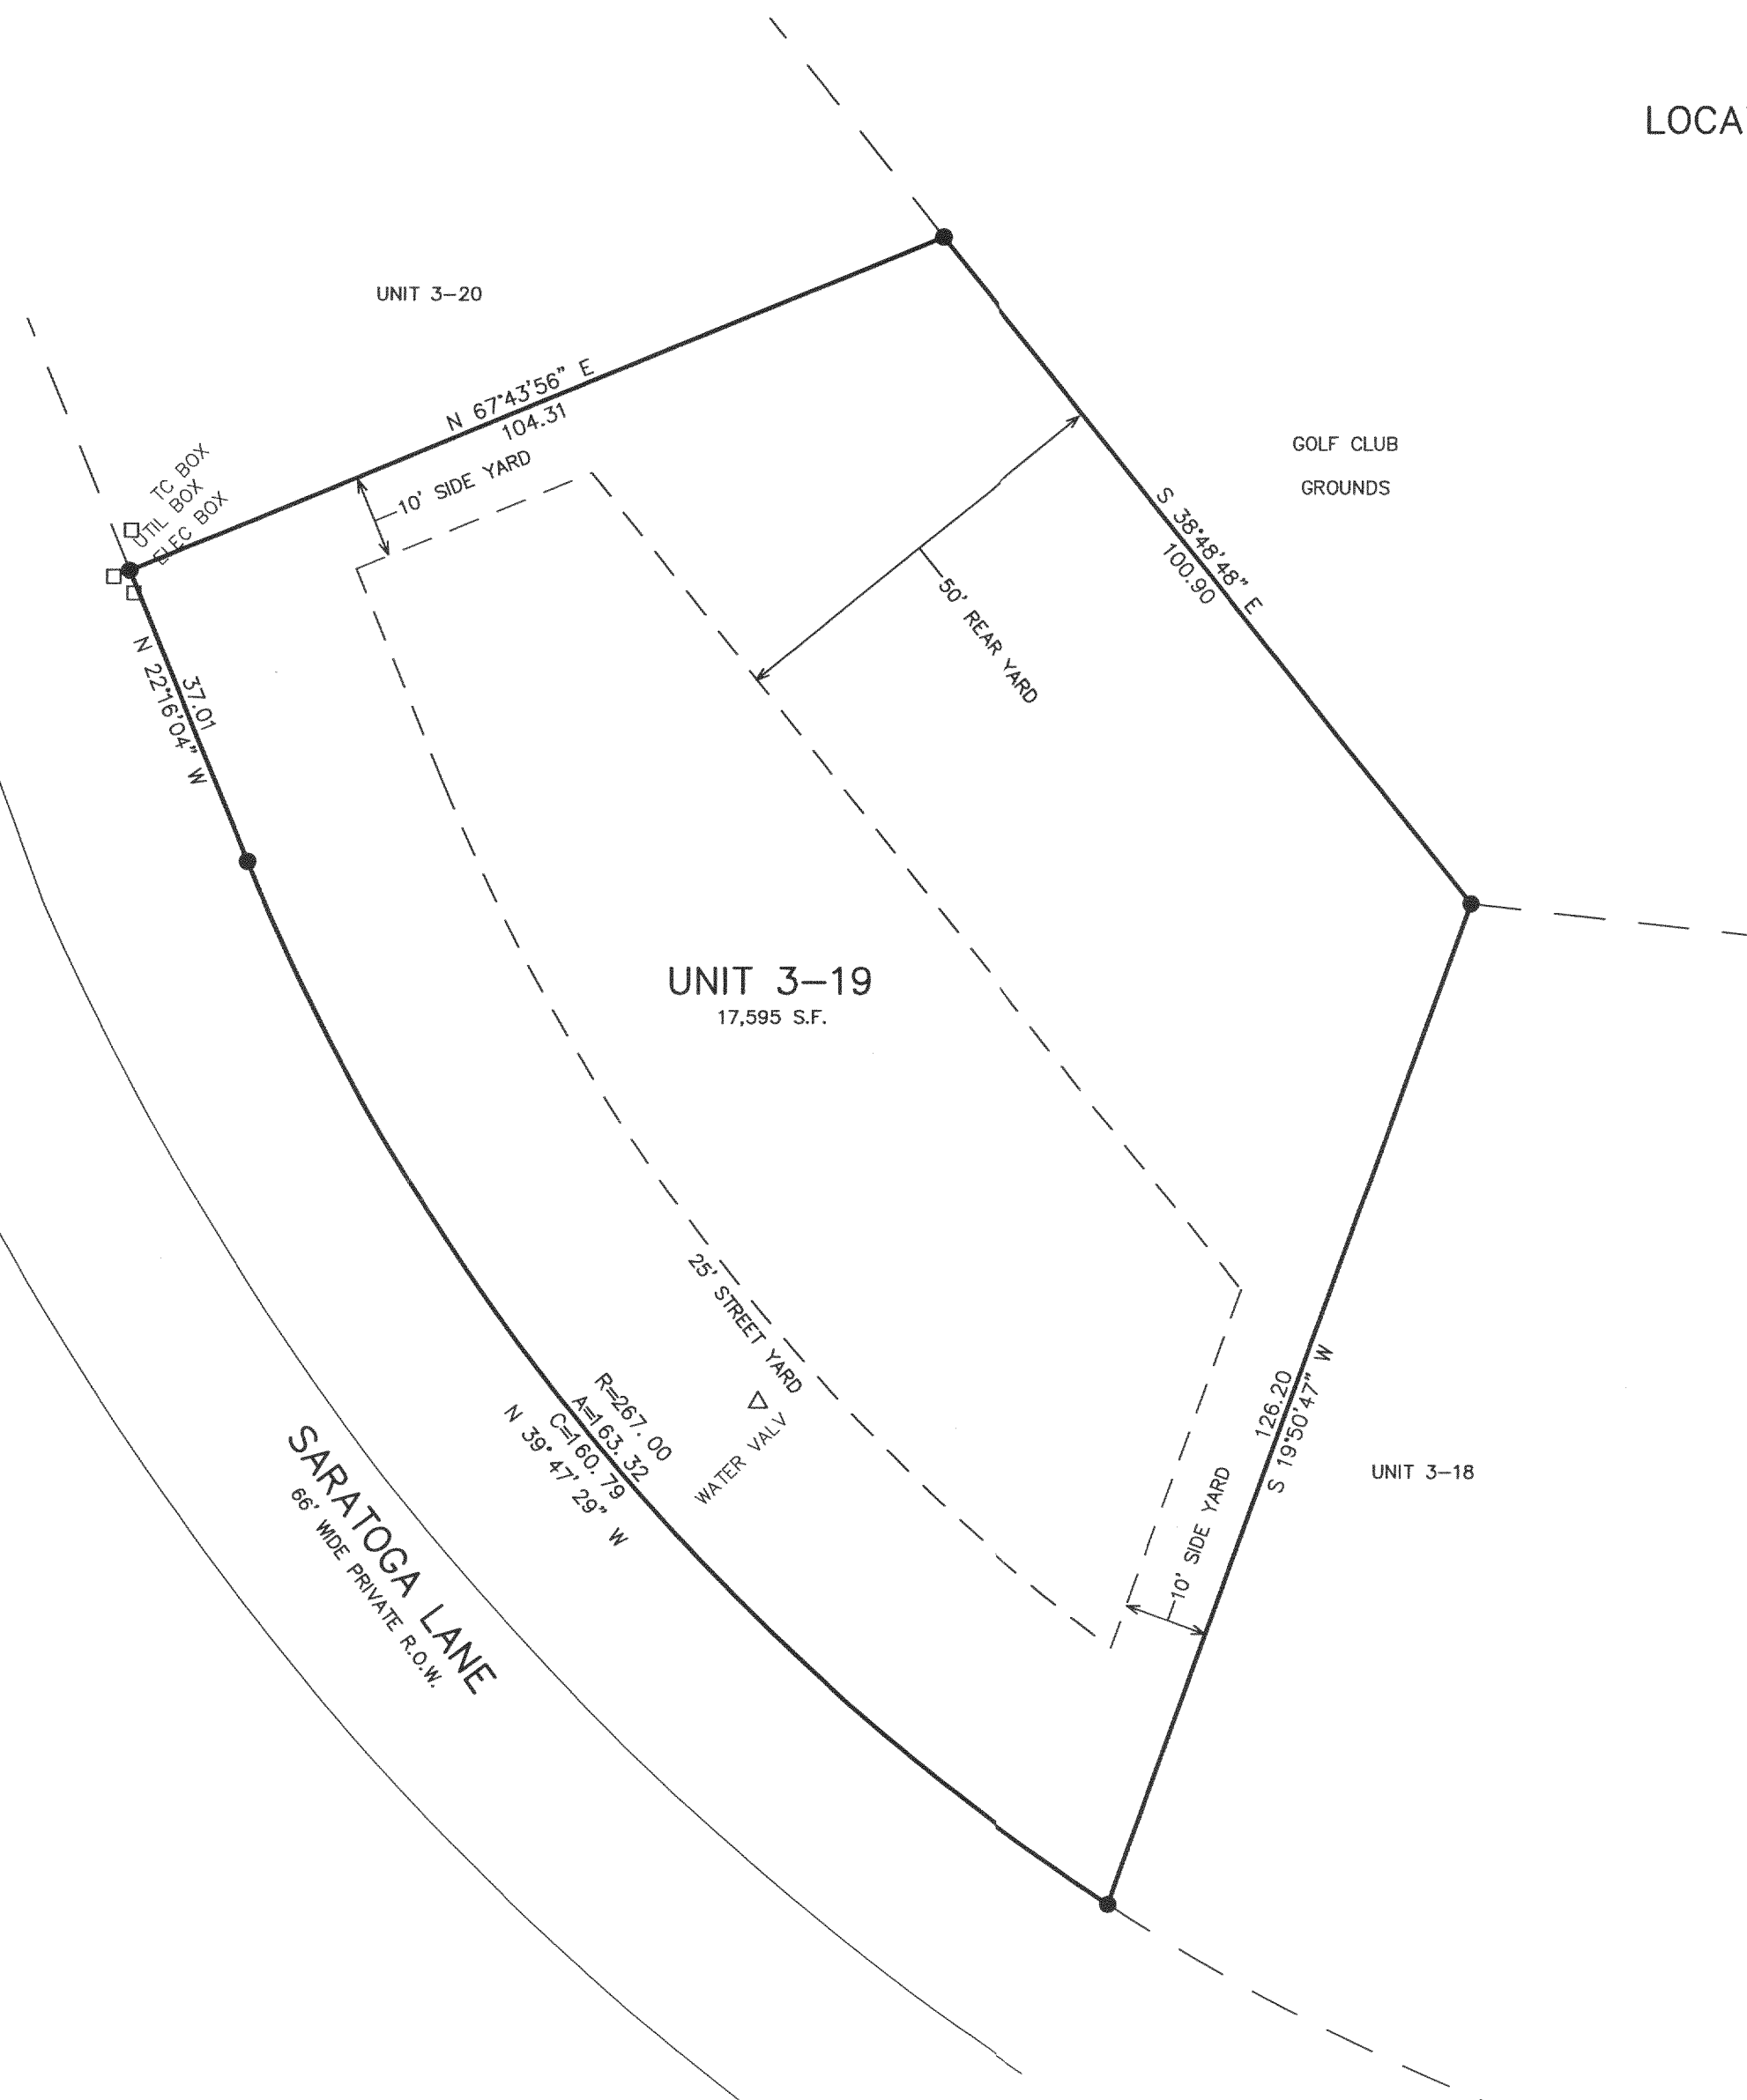 LOCA
UNIT 3-20
N 67°43'56" E
104.31
10' SIDE YARD
TC BOX
UTIL BOX
ELEC BOX
GOLF CLUB
GROUNDS
S 38°48'48" E
100.90
50' REAR YARD
37.01
N 22°16'04" W
UNIT 3-19
17,595 S.F.
25' STREET YARD
R=267.00
A=163.32
C=160.79
N 39°47'29" W
WATER VALV
126.20
S 19°50'47" W
10' SIDE YARD
UNIT 3-18
SARATOGA LANE
66' WIDE PRIVATE R.O.W.